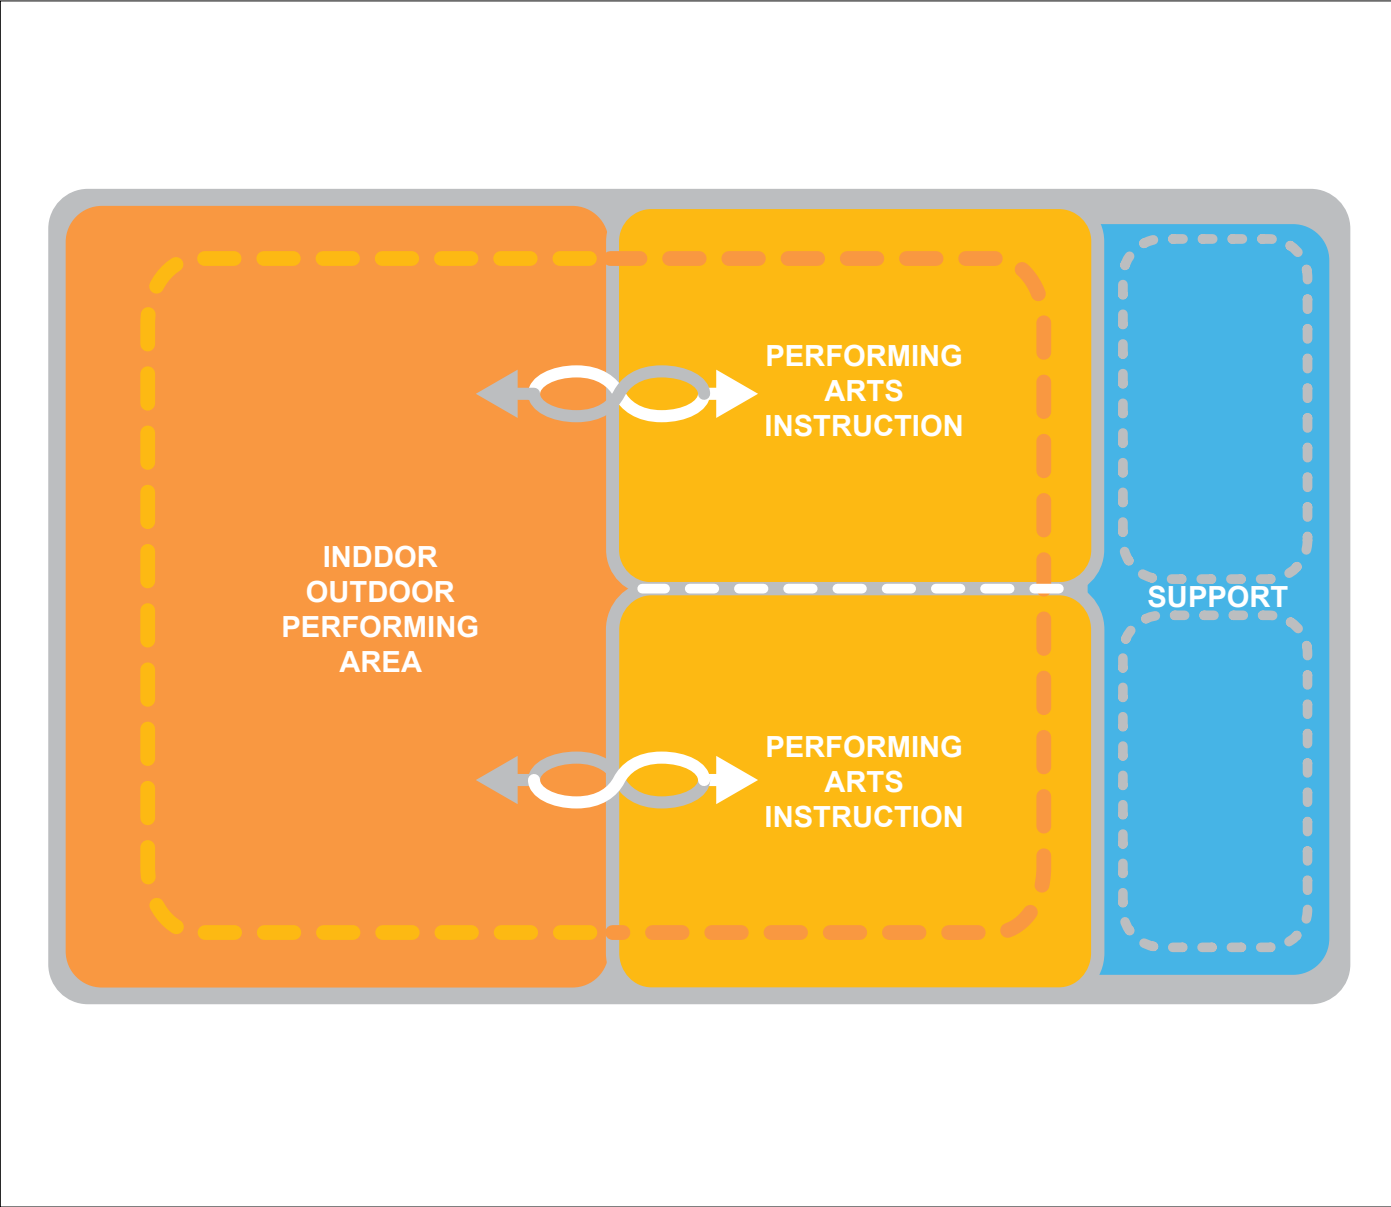 PERFORMING
ARTS
INSTRUCTION
INDDOR
OUTDOOR
PERFORMING
AREA
SUPPORT
PERFORMING
ARTS
INSTRUCTION